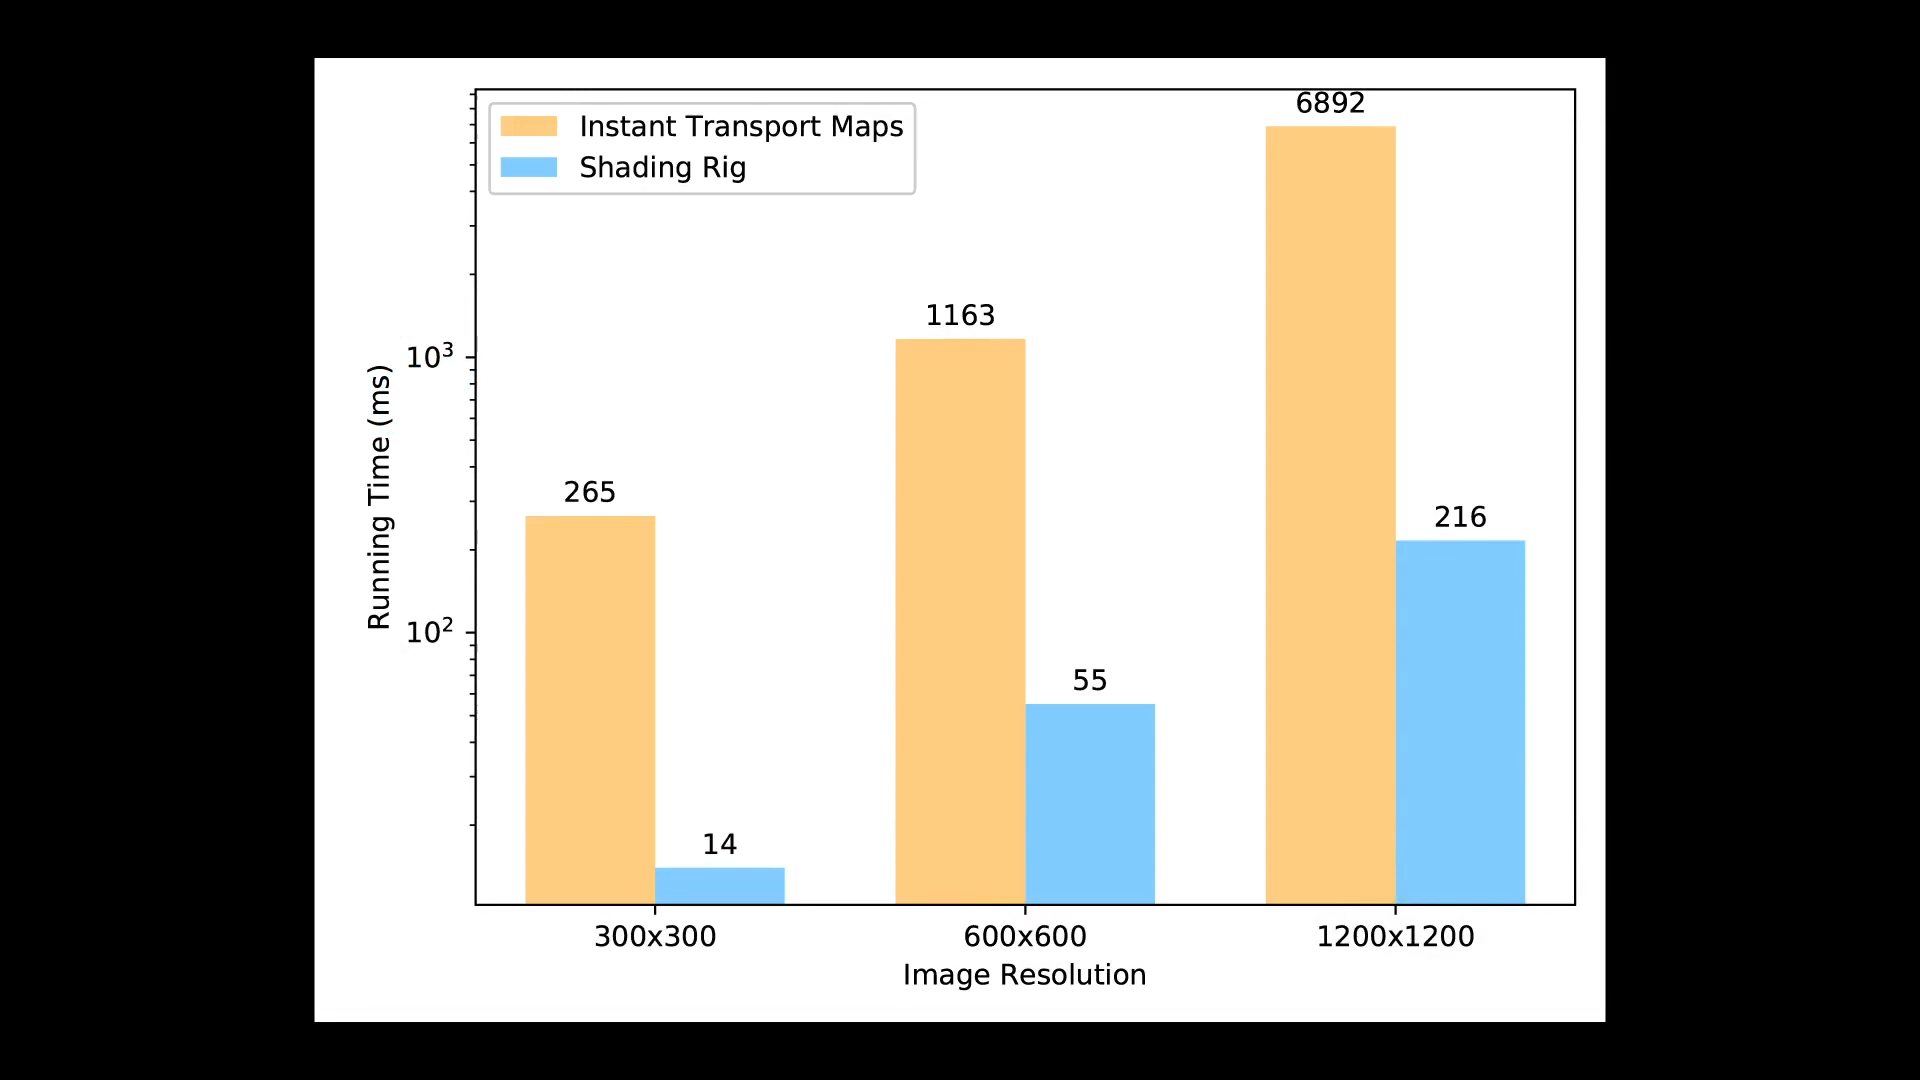 Instant Transport Maps
Shading Rig
6892
1163
265
216
55
14
10³
10²
Running Time (ms)
300x300
600x600
1200x1200
Image Resolution